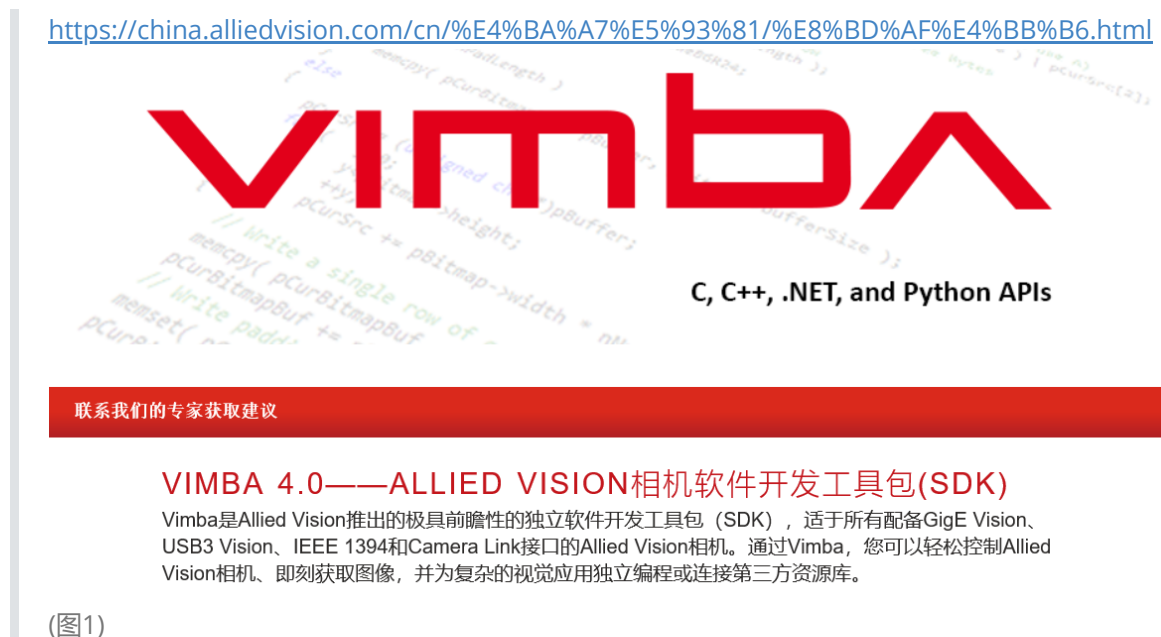 https://china.alliedvision.com/cn/%E4%BA%A7%E5%93%81/%E8%BD%AF%E4%BB%B6.html
VIMBA
C, C++, .NET, and Python APIs
联系我们的专家获取建议
VIMBA 4.0——ALLIED VISION相机软件开发工具包(SDK)
Vimba是Allied Vision推出的极具前瞻性的独立软件开发工具包（SDK），适于所有配备GigE Vision、
USB3 Vision、IEEE 1394和Camera Link接口的Allied Vision相机。通过Vimba，您可以轻松控制Allied
Vision相机、即刻获取图像，并为复杂的视觉应用独立编程或连接第三方资源库。
(图1)